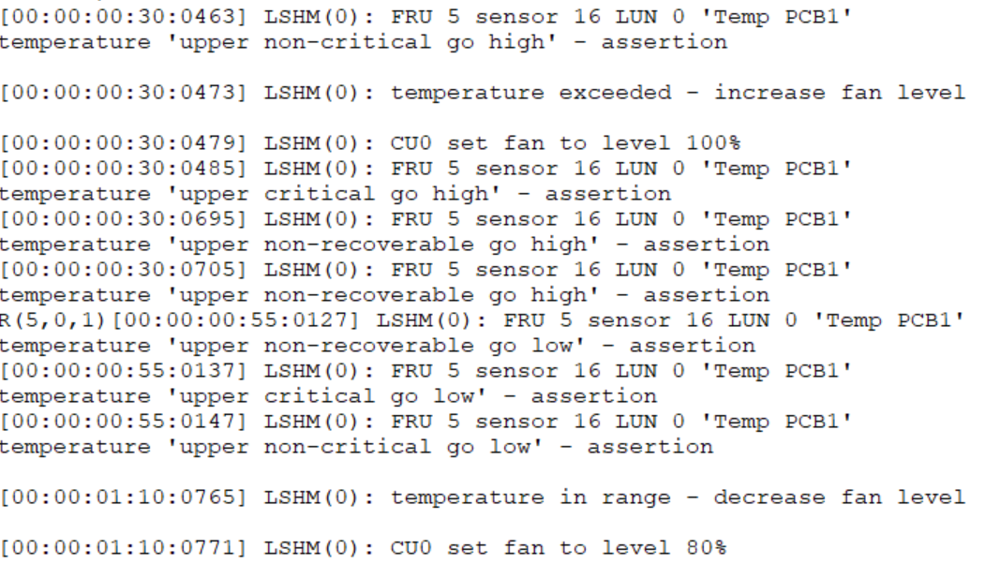 [00:00:00:30:0463] LSHM(0): FRU 5 sensor 16 LUN 0 'Temp PCB1'
temperature 'upper non-critical go high' - assertion
[00:00:00:30:0473] LSHM(0): temperature exceeded - increase fan level
[00:00:00:30:0479] LSHM(0): CU0 set fan to level 100%
[00:00:00:30:0485] LSHM(0): FRU 5 sensor 16 LUN 0 'Temp PCB1'
temperature 'upper critical go high' - assertion
[00:00:00:30:0695] LSHM(0): FRU 5 sensor 16 LUN 0 'Temp PCB1'
temperature 'upper non-recoverable go high' - assertion
[00:00:00:30:0705] LSHM(0): FRU 5 sensor 16 LUN 0 'Temp PCB1'
temperature 'upper non-recoverable go high' - assertion
R(5,0,1)[00:00:00:55:0127] LSHM(0): FRU 5 sensor 16 LUN 0 'Temp PCB1'
temperature 'upper non-recoverable go low' - assertion
[00:00:00:55:0137] LSHM(0): FRU 5 sensor 16 LUN 0 'Temp PCB1'
temperature 'upper critical go low' - assertion
[00:00:00:55:0147] LSHM(0): FRU 5 sensor 16 LUN 0 'Temp PCB1'
temperature 'upper non-critical go low' - assertion
[00:00:01:10:0765] LSHM(0): temperature in range - decrease fan level
[00:00:01:10:0771] LSHM(0): CU0 set fan to level 80%